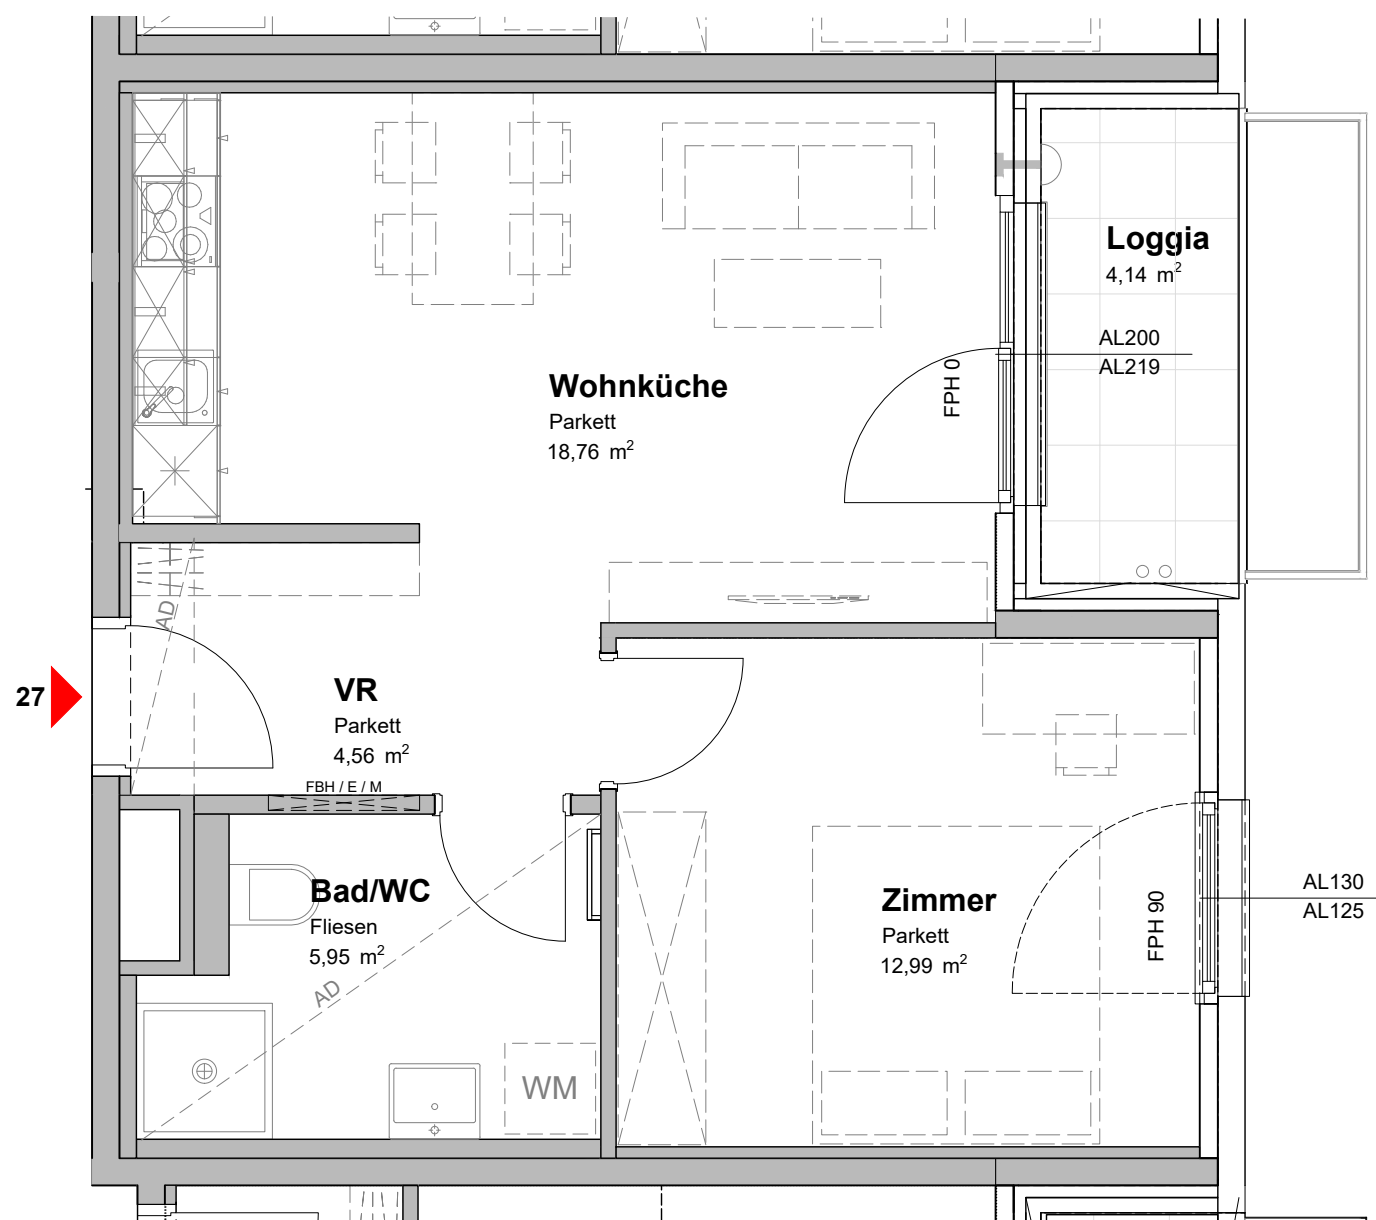 Loggia
4,14 m²
AL200
AL219
FPH 0
Wohnküche
Parkett
18,76 m²
AD
27
VR
Parkett
4,56 m²
FBH / E / M
Bad/WC
Fliesen
5,95 m²
AD
WM
Zimmer
Parkett
12,99 m²
FPH 90
AL130
AL125